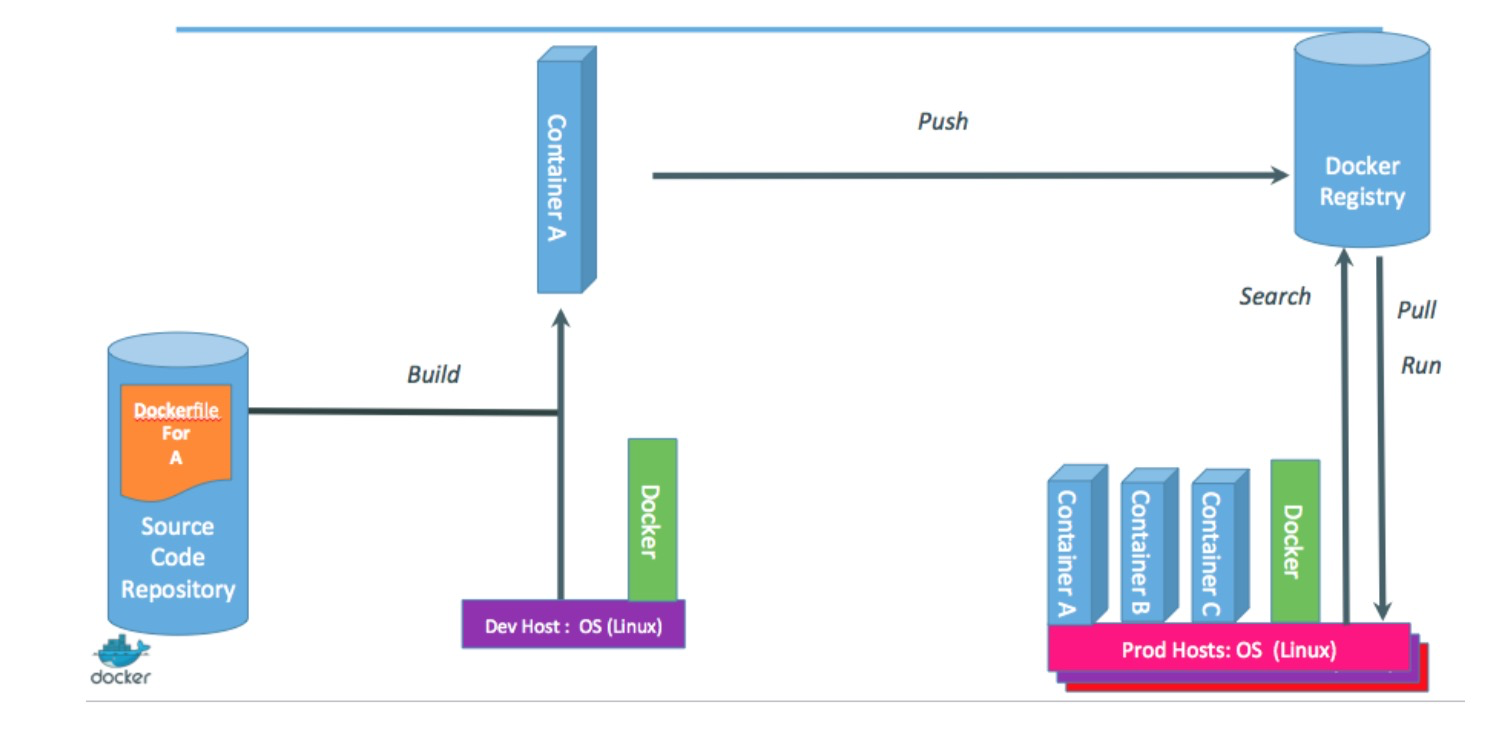 Container A
Push
Docker
Registry
Search
Pull
Run
Build
Dockerfile
For
A
Source
Code
Repository
Docker
Dev Host : OS (Linux)
Container A
Container B
Container C
Docker
Prod Hosts: OS (Linux)
docker